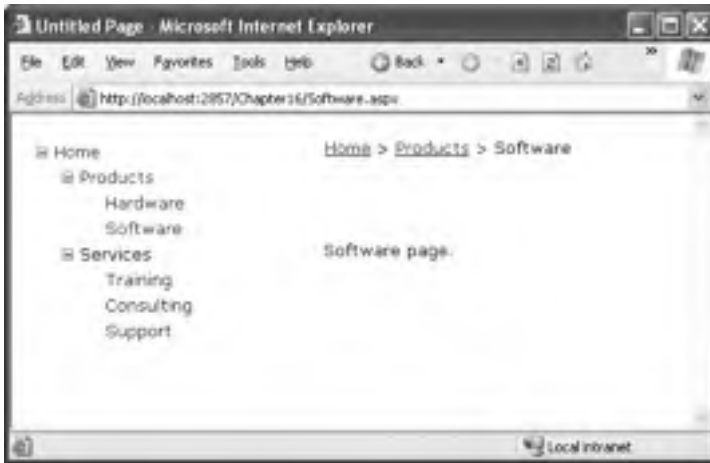 Untitled Page - Microsoft Internet Explorer
File Edit View Favorites Tools Help Back »
Address http://localhost:2857/Chapter16/Software.aspx
Home
Products
Hardware
Software
Services
Training
Consulting
Support
Home > Products > Software
Software page.
Local intranet